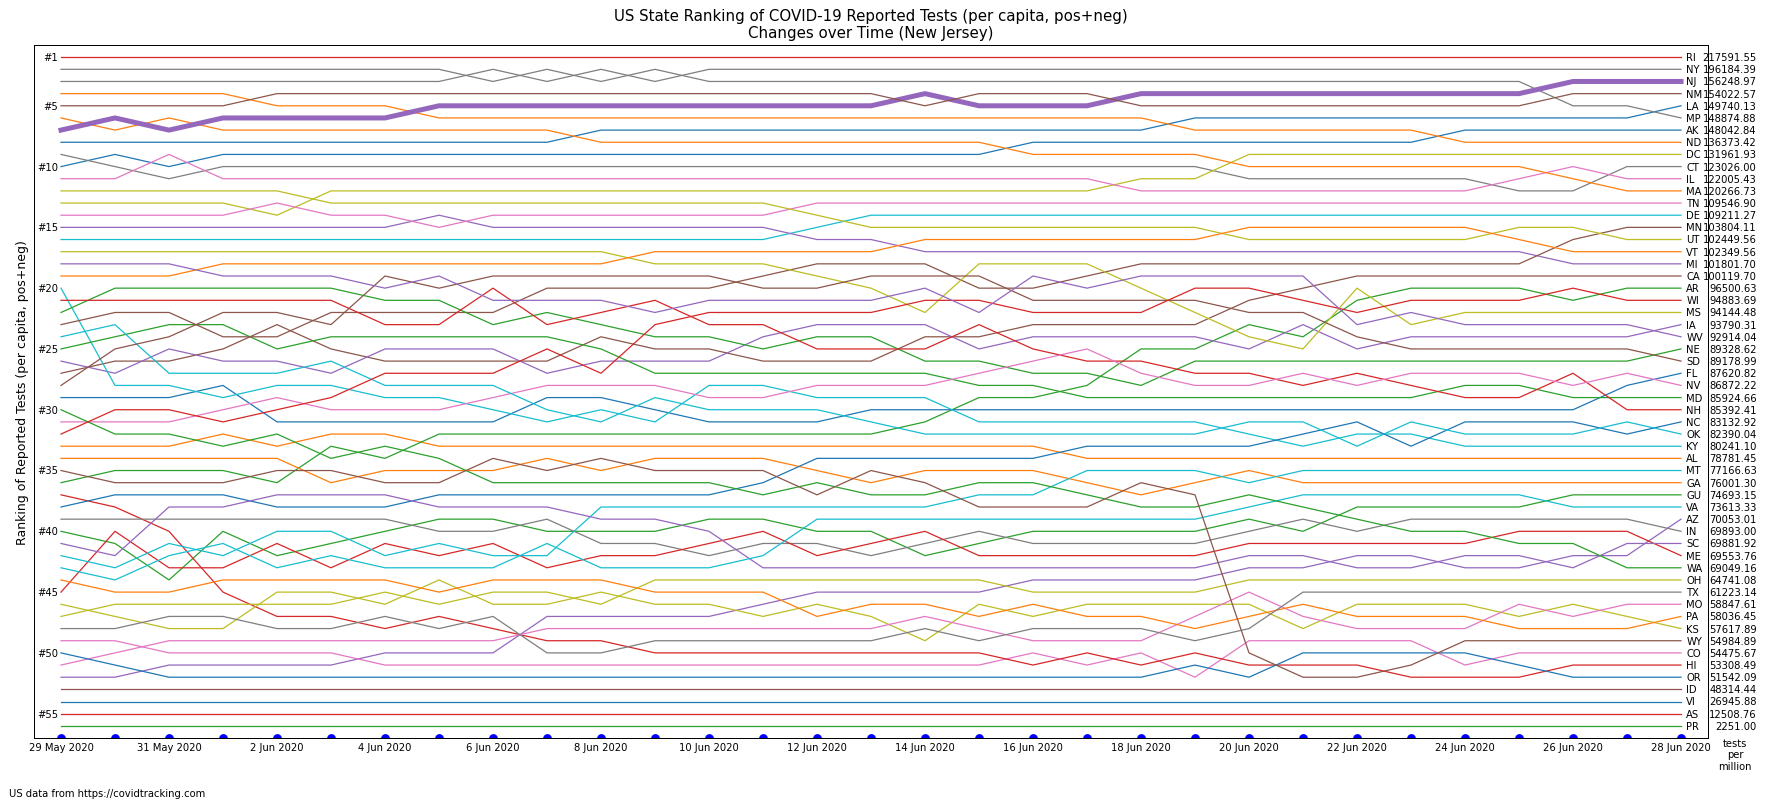 US State Ranking of COVID-19 Reported Tests (per capita, pos+neg)
Changes over Time (New Jersey)
Ranking of Reported Tests (per capita, pos+neg)
#1
#5
#10
#15
#20
#25
#30
#35
#40
#45
#50
#55
RI 217591.55
NY 196184.39
NJ 156248.97
NM 154022.57
LA 149740.13
MP 148874.88
AK 148042.84
ND 136373.42
DC 131961.93
CT 123026.00
IL 122005.43
MA 120266.73
TN 109546.90
DE 109211.27
MN 103804.11
UT 102449.56
VT 102349.56
MI 101801.70
CA 100119.70
AR 96500.63
WI 94883.69
MS 94144.48
IA 93790.31
WV 92914.04
NE 89328.62
SD 89178.99
FL 87620.82
NV 86872.22
MD 85924.66
NH 85392.41
NC 83132.92
OK 82390.04
KY 80241.10
AL 78781.45
MT 77166.63
GA 76001.30
GU 74693.15
VA 73613.33
AZ 70053.01
IN 69893.00
SC 69881.92
ME 69553.76
WA 69049.16
OH 64741.08
TX 61223.14
MO 58847.61
PA 58036.45
KS 57617.89
WY 54984.89
CO 54475.67
HI 53308.49
OR 51542.09
ID 48314.44
VI 26945.88
AS 12508.76
PR 2251.00
29 May 2020 31 May 2020 2 Jun 2020 4 Jun 2020 6 Jun 2020 8 Jun 2020 10 Jun 2020 12 Jun 2020 14 Jun 2020 16 Jun 2020 18 Jun 2020 20 Jun 2020 22 Jun 2020 24 Jun 2020 26 Jun 2020 28 Jun 2020
tests
per
million
US data from https://covidtracking.com